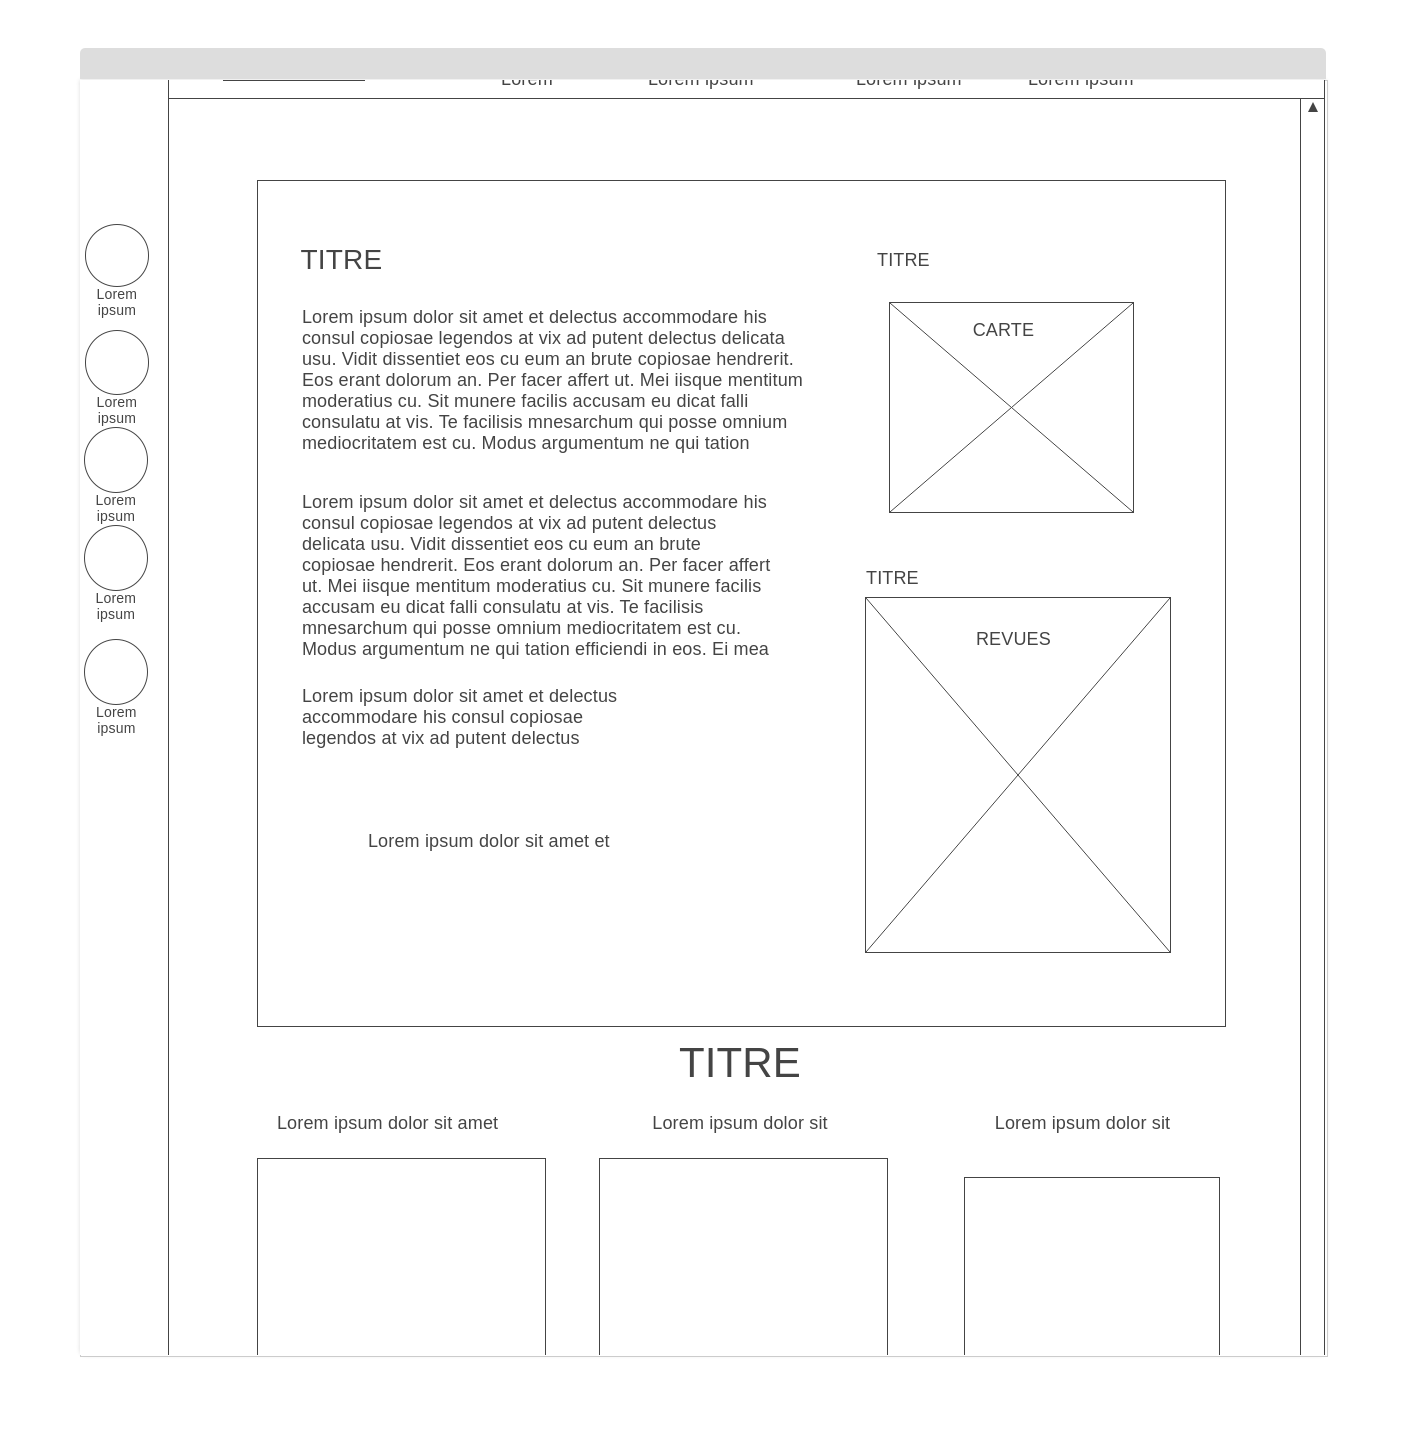 Lorem Lorem ipsum Lorem ipsum Lorem ipsum
Lorem
ipsum
Lorem
ipsum
Lorem
ipsum
Lorem
ipsum
Lorem
ipsum
TITRE
Lorem ipsum dolor sit amet et delectus accommodare his
consul copiosae legendos at vix ad putent delectus delicata
usu. Vidit dissentiet eos cu eum an brute copiosae hendrerit.
Eos erant dolorum an. Per facer affert ut. Mei iisque mentitum
moderatius cu. Sit munere facilis accusam eu dicat falli
consulatu at vis. Te facilisis mnesarchum qui posse omnium
mediocritatem est cu. Modus argumentum ne qui tation
Lorem ipsum dolor sit amet et delectus accommodare his
consul copiosae legendos at vix ad putent delectus
delicata usu. Vidit dissentiet eos cu eum an brute
copiosae hendrerit. Eos erant dolorum an. Per facer affert
ut. Mei iisque mentitum moderatius cu. Sit munere facilis
accusam eu dicat falli consulatu at vis. Te facilisis
mnesarchum qui posse omnium mediocritatem est cu.
Modus argumentum ne qui tation efficiendi in eos. Ei mea
Lorem ipsum dolor sit amet et delectus
accommodare his consul copiosae
legendos at vix ad putent delectus
Lorem ipsum dolor sit amet et
TITRE
CARTE
TITRE
REVUES
TITRE
Lorem ipsum dolor sit amet
Lorem ipsum dolor sit
Lorem ipsum dolor sit